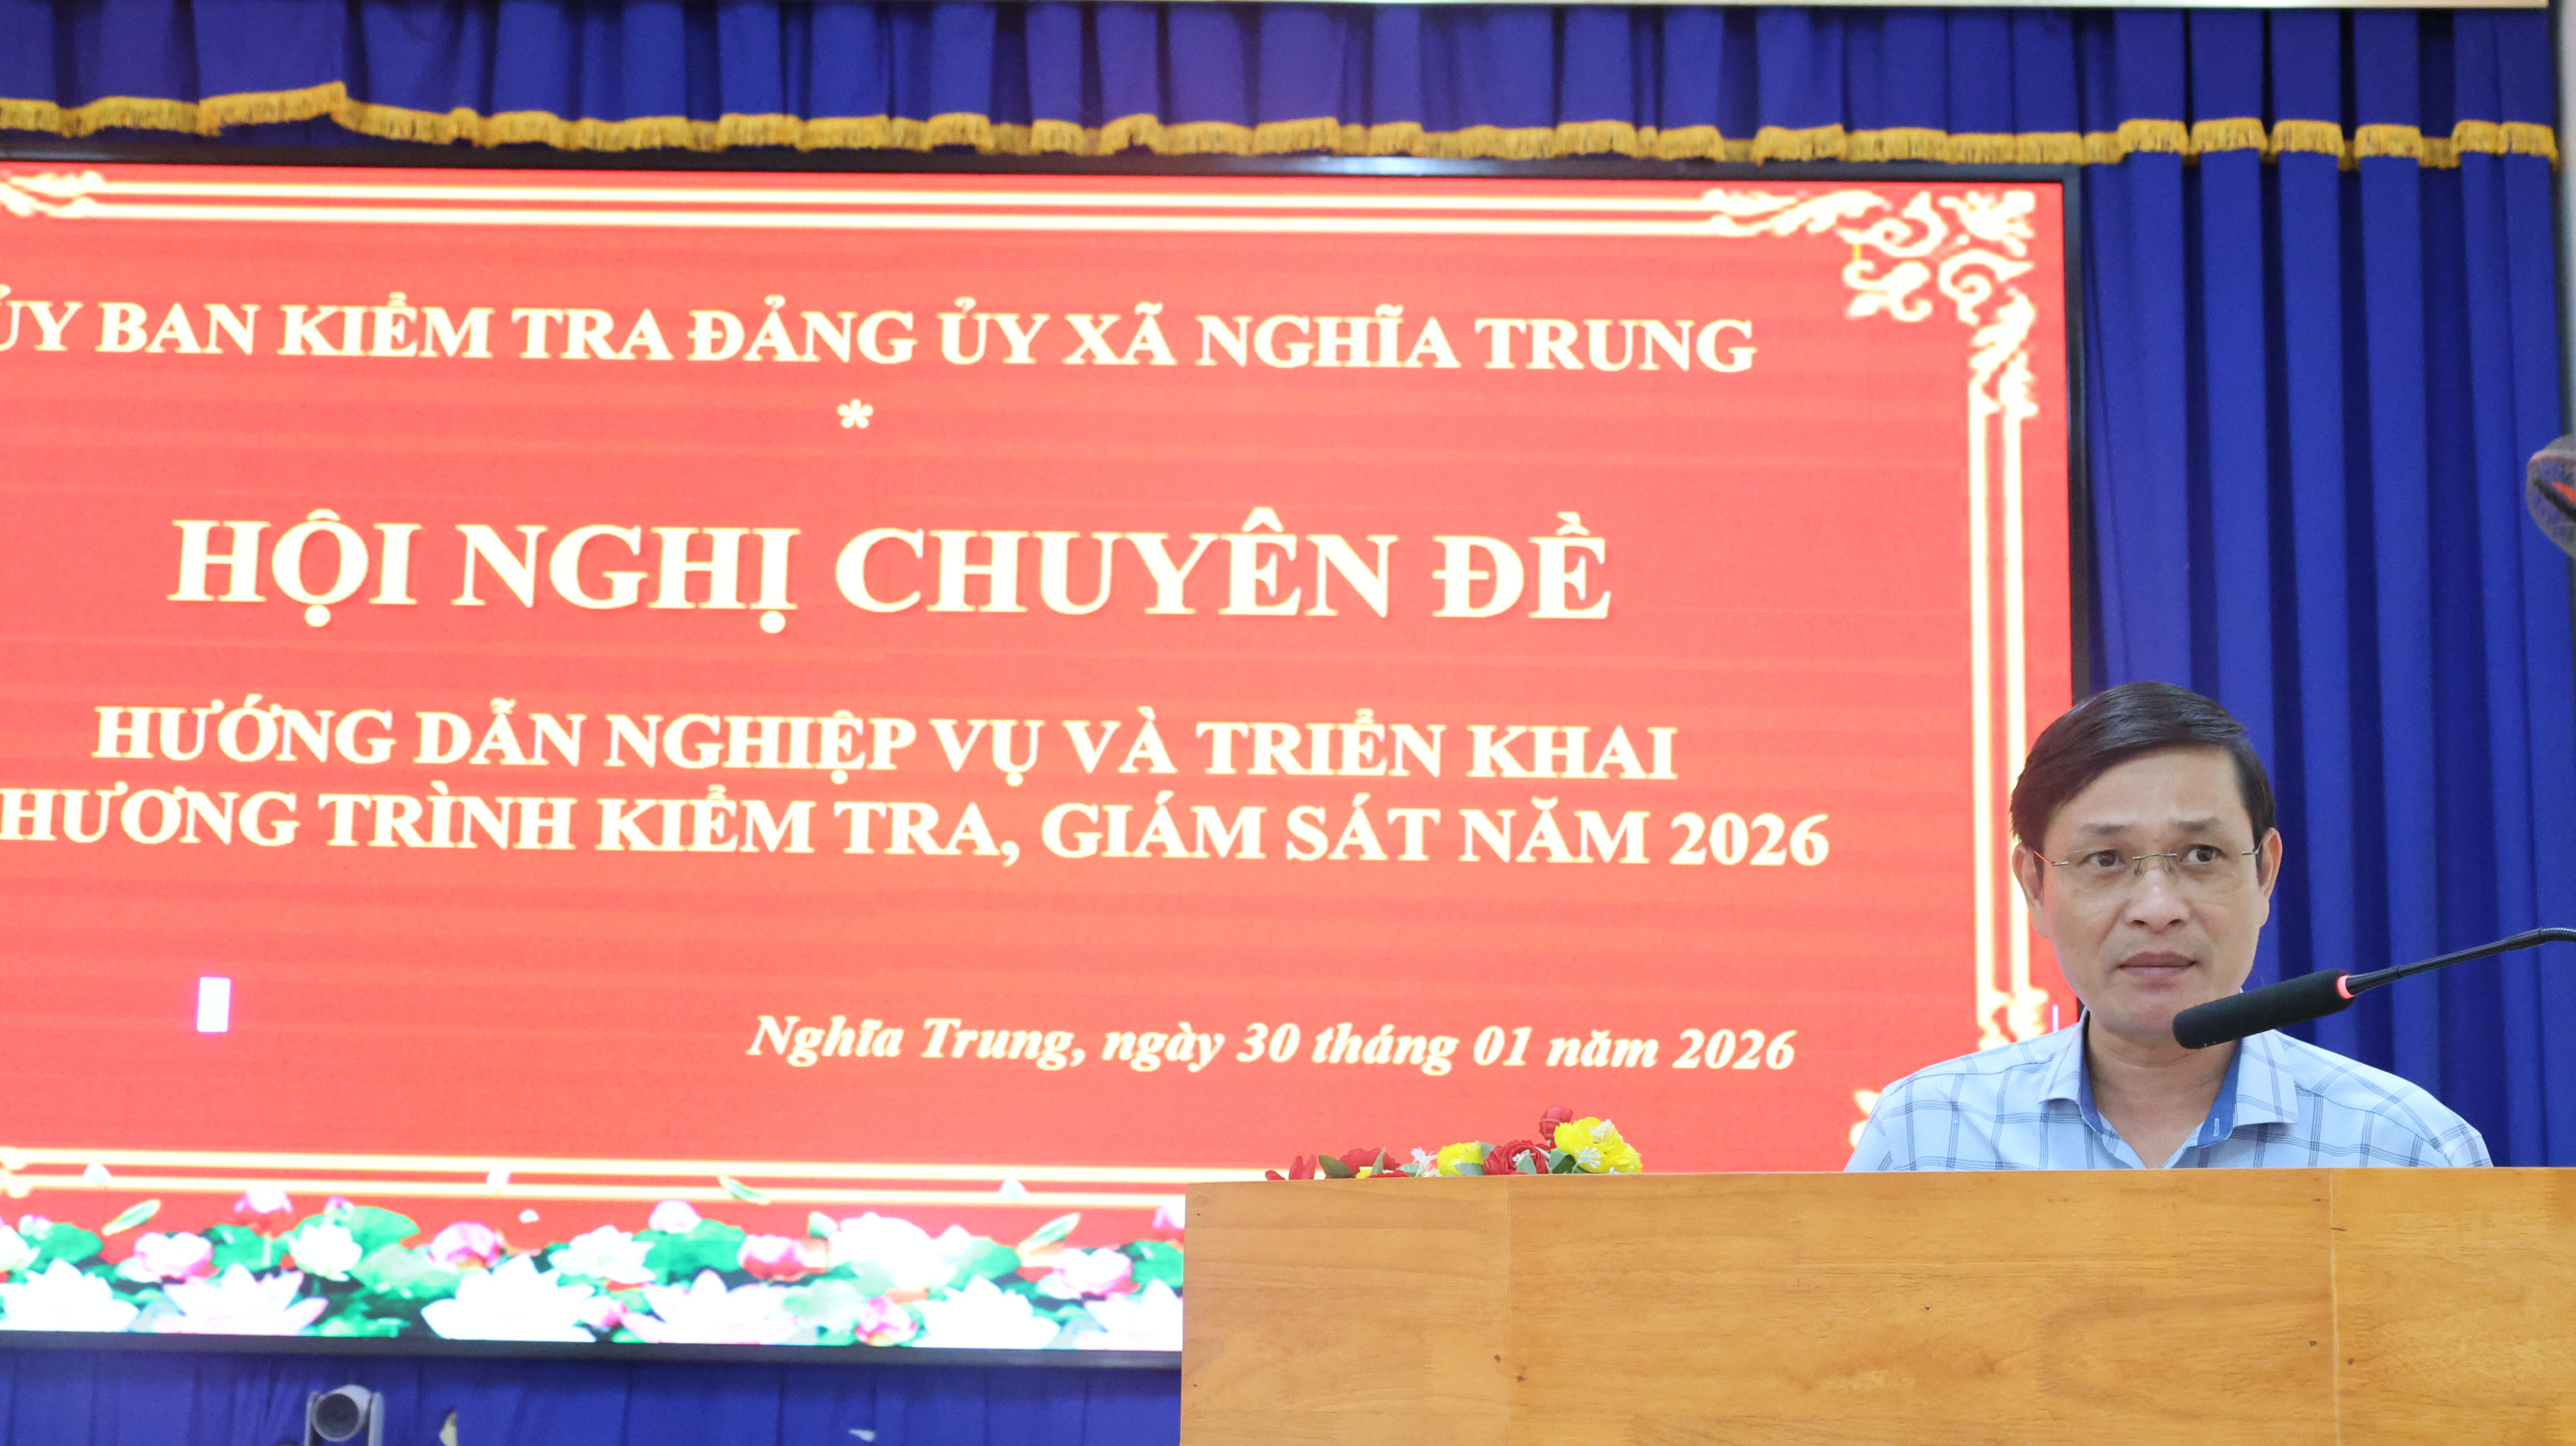 ỦY BAN KIỂM TRA ĐẢNG ỦY XÃ NGHĨA TRUNG
*
HỘI NGHỊ CHUYÊN ĐỀ
HƯỚNG DẪN NGHIỆP VỤ VÀ TRIỂN KHAI
HƯƠNG TRÌNH KIỂM TRA, GIÁM SÁT NĂM 2026
Nghĩa Trung, ngày 30 tháng 01 năm 2026